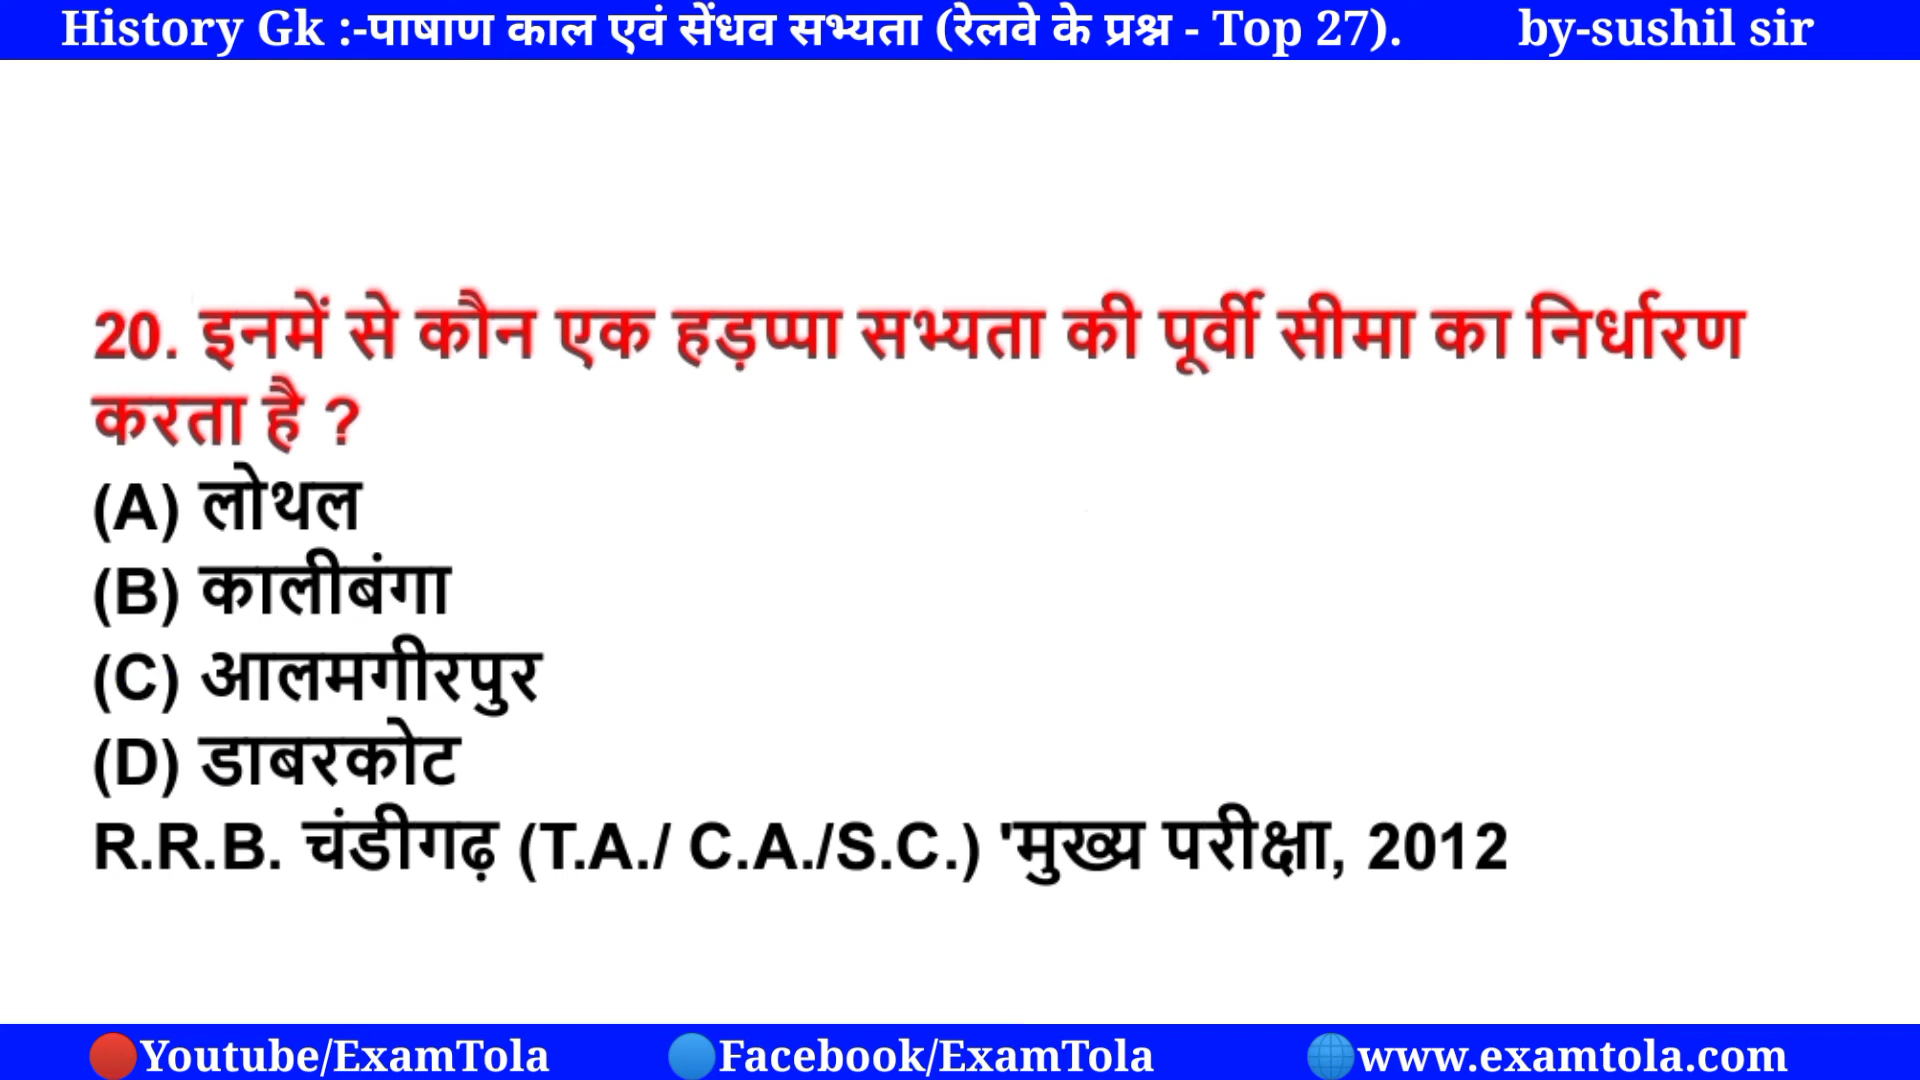 History Gk :-पाषाण काल एवं सेंधव सभ्यता (रेलवे के प्रश्न - Top 27). by-sushil sir
20. इनमें से कौन एक हड़प्पा सभ्यता की पूर्वी सीमा का निर्धारण
करता है ?
(A) लोथल
(B) कालीबंगा
(C) आलमगीरपुर
(D) डाबरकोट
R.R.B. चंडीगढ़ (T.A./ C.A./S.C.) 'मुख्य परीक्षा, 2012
Youtube/ExamTola Facebook/ExamTola www.examtola.com